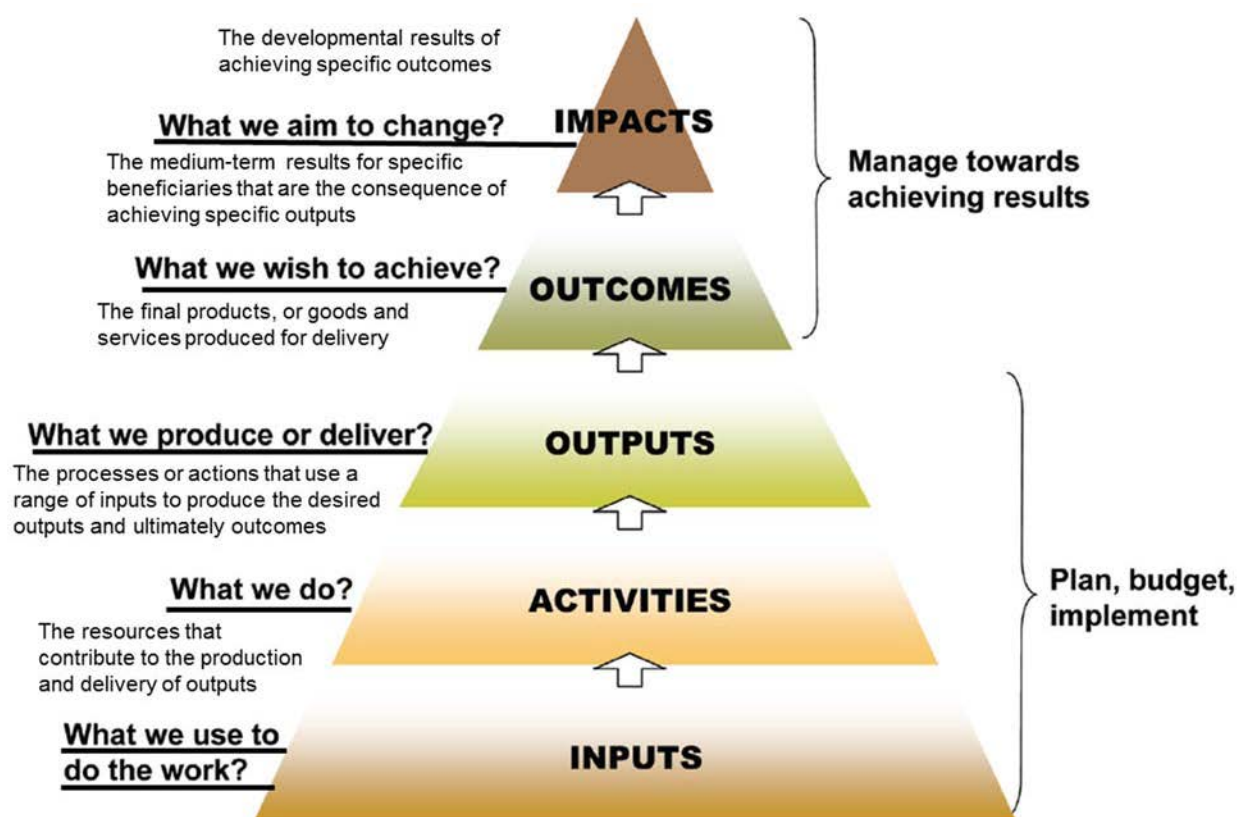 The developmental results of
achieving specific outcomes
What we aim to change?
IMPACTS
The medium-term results for specific
beneficiaries that are the consequence of
achieving specific outputs
Manage towards
achieving results
What we wish to achieve?
OUTCOMES
The final products, or goods and
services produced for delivery
What we produce or deliver?
OUTPUTS
The processes or actions that use a
range of inputs to produce the desired
outputs and ultimately outcomes
What we do?
ACTIVITIES
Plan, budget,
implement
The resources that
contribute to the production
and delivery of outputs
What we use to
do the work?
INPUTS